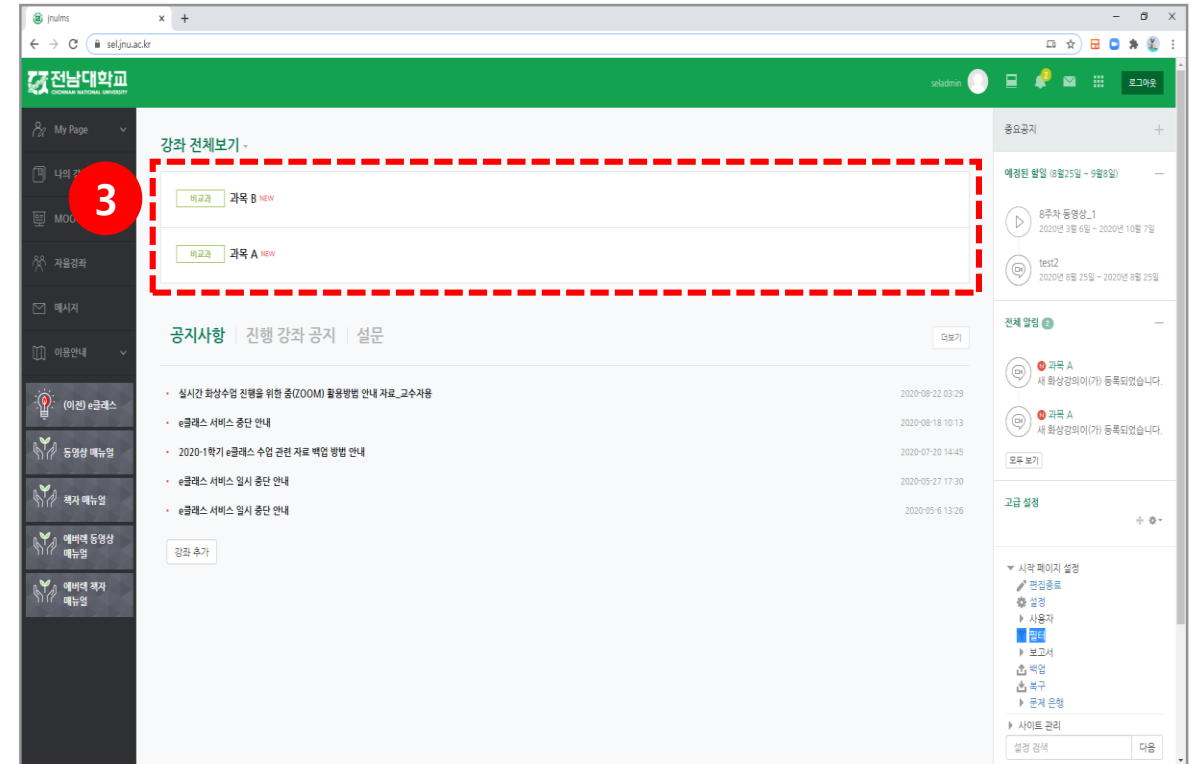 jnulms
sel.jnu.ac.kr
전남대학교
CHONNAM NATIONAL UNIVERSITY
seladmin
2
로그아웃
My Page
나의
MOO
자율강좌
메시지
이용안내
(이전) e클래스
동영상 매뉴얼
책자 매뉴얼
에버렉 동영상
매뉴얼
에버렉 책자
매뉴얼
3
강좌 전체보기
비교과 과목 B NEW
비교과 과목 A NEW
공지사항 진행 강좌 공지 설문 더보기
실시간 화상수업 진행을 위한 줌(ZOOM) 활용방법 안내 자료_교수자용 2020-08-22 03:29
e클래스 서비스 중단 안내 2020-08-18 10:13
2020-1학기 e클래스 수업 관련 자료 백업 방법 안내 2020-07-20 14:45
e클래스 서비스 일시 중단 안내 2020-05-27 17:30
e클래스 서비스 일시 중단 안내 2020-05-6 13:26
강좌 추가
중요공지
예정된 할일 (8월25일 ~ 9월8일)
8주차 동영상_1
2020년 3월 6일 ~ 2020년 10월 7일
test2
2020년 8월 25일 ~ 2020년 8월 25일
전체 알림 2
N 과목 A
새 화상강의이(가) 등록되었습니다.
N 과목 A
새 화상강의이(가) 등록되었습니다.
모두 보기
고급 설정
시작 페이지 설정
편집종료
설정
사용자
필터
보고서
백업
복구
문제 은행
사이트 관리
설정 검색 다음